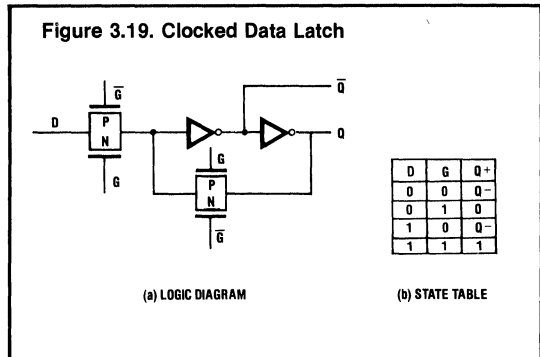 Figure 3.19. Clocked Data Latch
G̅
Q̅
D
P
N
Q
G
G
P
N
G̅
D G Q+
0 0 Q−
0 1 0
1 0 Q−
1 1 1
(a) LOGIC DIAGRAM
(b) STATE TABLE